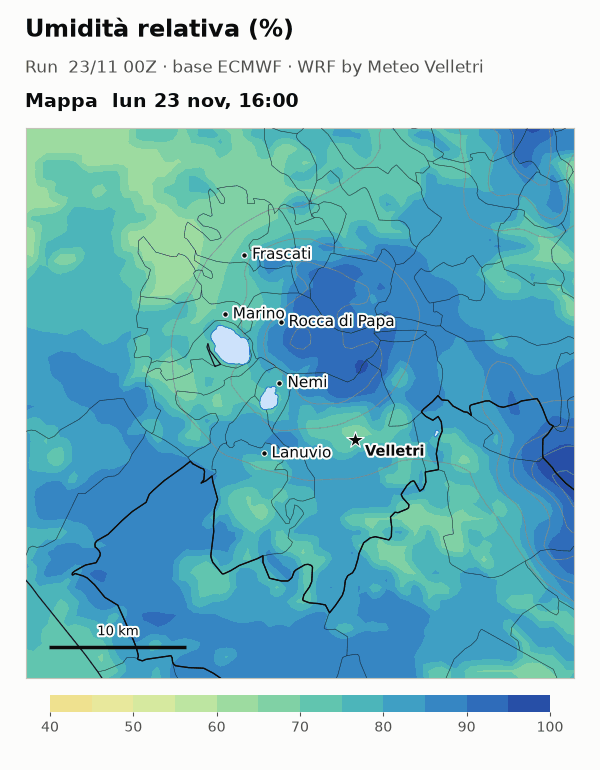 Umidità relativa (%)
Run  23/11 00Z · base ECMWF · WRF by Meteo Velletri
Mappa  lun 23 nov, 16:00
Frascati
Marino
Rocca di Papa
Nemi
Velletri
Lanuvio
10 km
40 50 60 70 80 90 100